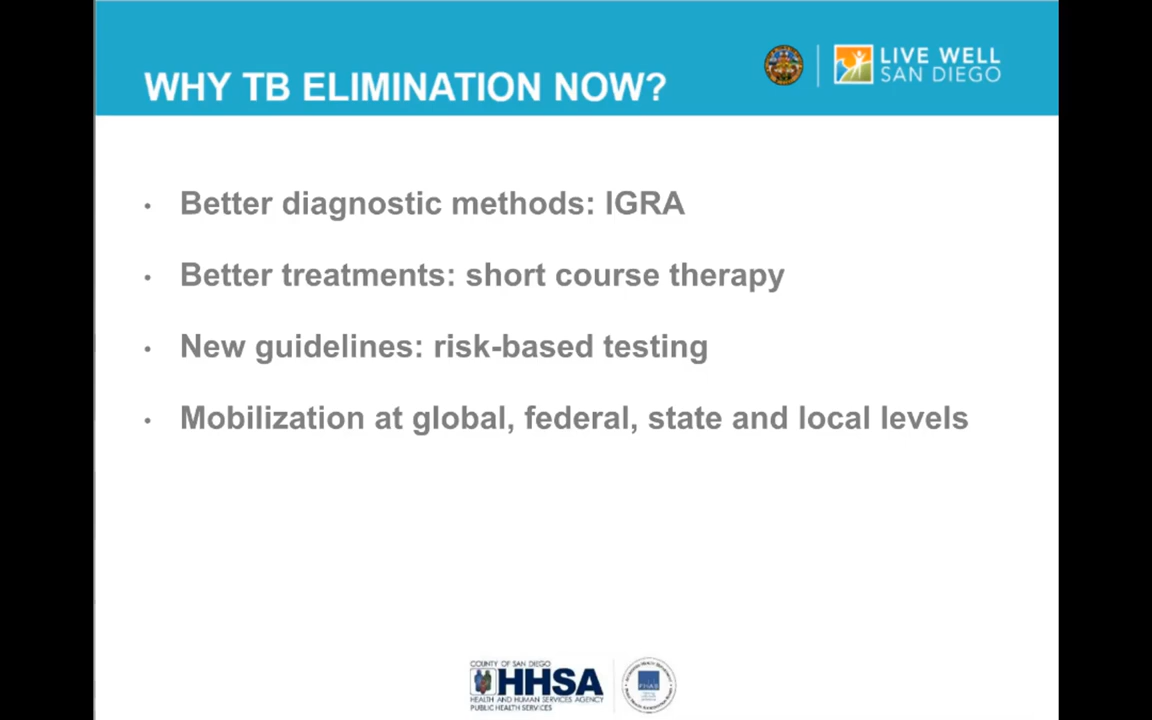 WHY TB ELIMINATION NOW?
LIVE WELL
SAN DIEGO
• Better diagnostic methods: IGRA
• Better treatments: short course therapy
• New guidelines: risk-based testing
• Mobilization at global, federal, state and local levels
COUNTY OF SAN DIEGO
HHSA
HEALTH AND HUMAN SERVICES AGENCY
PUBLIC HEALTH SERVICES
PHAB